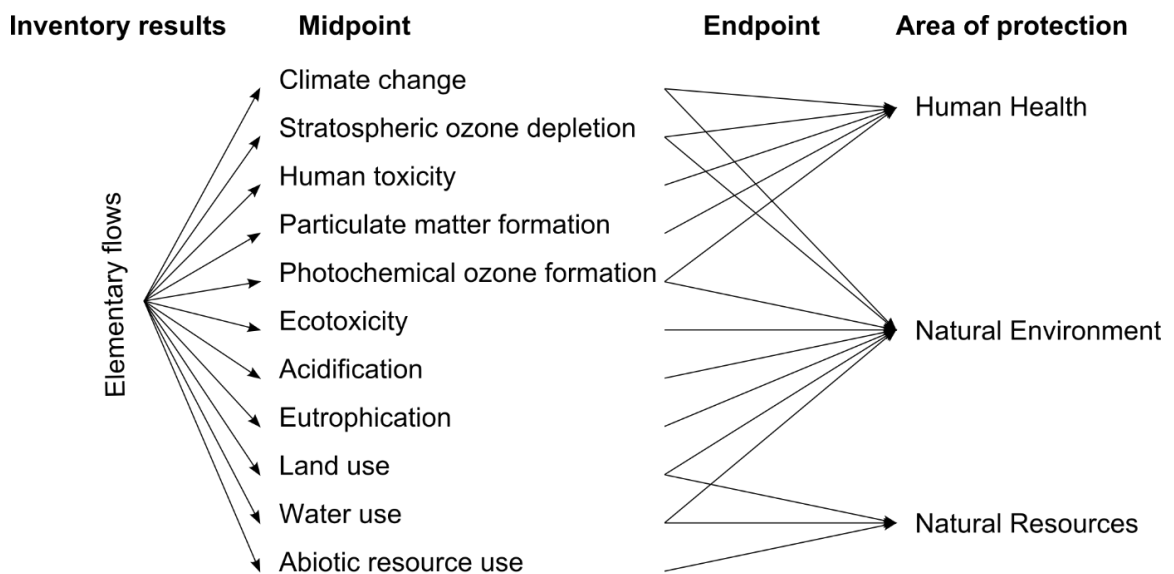 Inventory results
Midpoint
Endpoint
Area of protection
Elementary flows
Climate change
Stratospheric ozone depletion
Human toxicity
Particulate matter formation
Photochemical ozone formation
Ecotoxicity
Acidification
Eutrophication
Land use
Water use
Abiotic resource use
Human Health
Natural Environment
Natural Resources